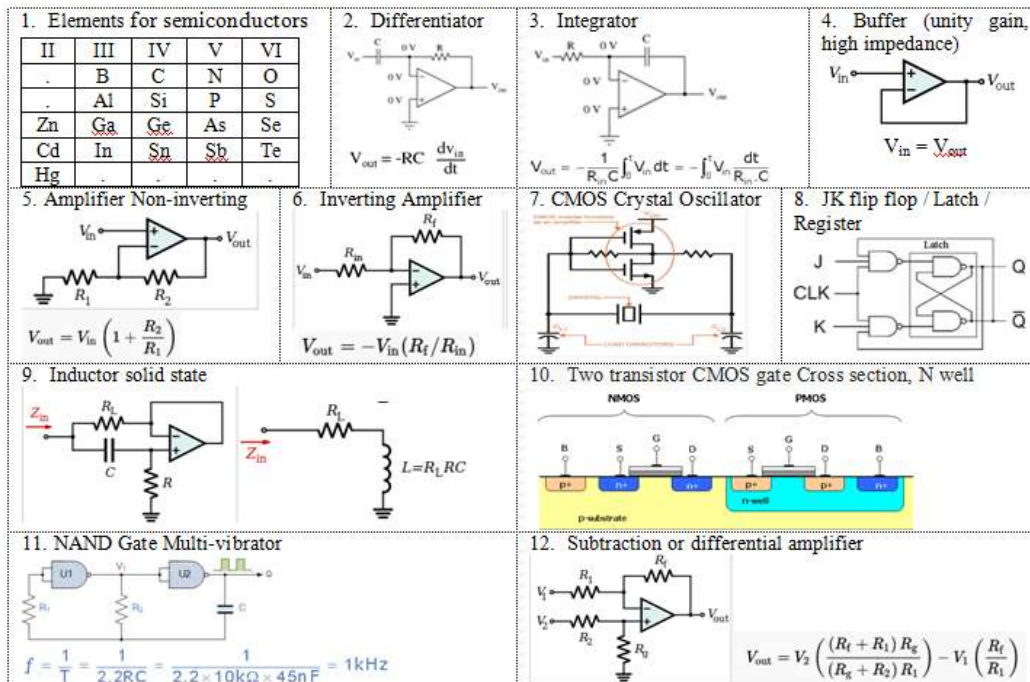 1. Elements for semiconductors
II III IV V VI
. B C N O
. Al Si P S
Zn Ga Ge As Se
Cd In Sn Sb Te
Hg . . . .
2. Differentiator
C 0 V R
Vin
0 V
0 V
Vout
Vout = -RC dvin/dt
3. Integrator
R 0 V C
Vin
0 V
0 V
Vout
Vout = - 1/(Rin C) ∫₀ᵗ Vin dt = - ∫₀ᵗ Vin dt/(Rin.C)
4. Buffer (unity gain,
high impedance)
Vin Vout
Vin = Vout
5. Amplifier Non-inverting
Vin Vout
R1 R2
Vout = Vin (1 + R2/R1)
6. Inverting Amplifier
Rf
Rin
Vin Vout
Vout = −Vin(Rf/Rin)
7. CMOS Crystal Oscillator
CRYSTAL
LOAD CAPACITORS
8. JK flip flop / Latch /
Register
Latch
J Q
CLK
K Q̅
9. Inductor solid state
Zin RL
C
R
RL
Zin
L=RLRC
10. Two transistor CMOS gate Cross section, N well
NMOS PMOS
B S G D S G D B
p+ n+ n+ p+ p+ n+
n-well
p-substrate
11. NAND Gate Multi-vibrator
U1 V1 U2 Q
R1 R2 C
f = 1/T = 1/2.2RC = 1/(2.2 × 10kΩ × 45nF) = 1kHz
12. Subtraction or differential amplifier
Rf
R1
V1
V2 Vout
R2
Rg
Vout = V2 ((Rf + R1) Rg/(Rg + R2) R1) − V1 (Rf/R1)